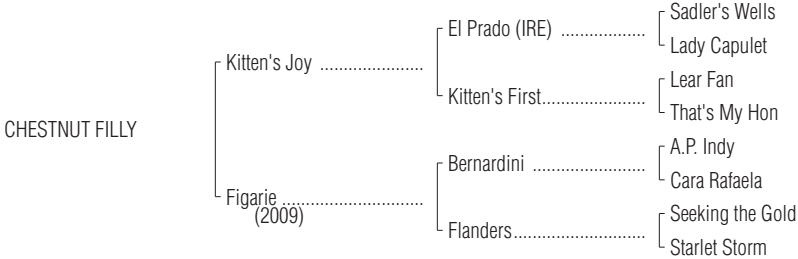 Sadler's Wells
El Prado (IRE) ....................
Lady Capulet
Kitten's Joy ......................
Lear Fan
Kitten's First......................
That's My Hon
CHESTNUT FILLY
A.P. Indy
Bernardini .........................
Cara Rafaela
Figarie ..............................
(2009)
Seeking the Gold
Flanders............................
Starlet Storm